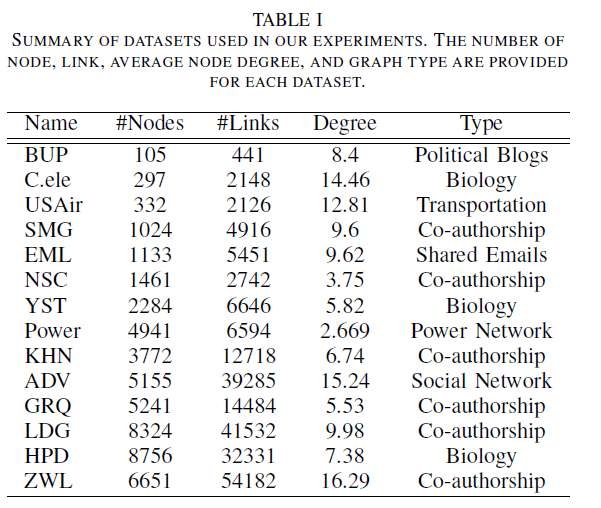 TABLE I
SUMMARY OF DATASETS USED IN OUR EXPERIMENTS. THE NUMBER OF
NODE, LINK, AVERAGE NODE DEGREE, AND GRAPH TYPE ARE PROVIDED
FOR EACH DATASET.
Name #Nodes #Links Degree Type
BUP 105 441 8.4 Political Blogs
C.ele 297 2148 14.46 Biology
USAir 332 2126 12.81 Transportation
SMG 1024 4916 9.6 Co-authorship
EML 1133 5451 9.62 Shared Emails
NSC 1461 2742 3.75 Co-authorship
YST 2284 6646 5.82 Biology
Power 4941 6594 2.669 Power Network
KHN 3772 12718 6.74 Co-authorship
ADV 5155 39285 15.24 Social Network
GRQ 5241 14484 5.53 Co-authorship
LDG 8324 41532 9.98 Co-authorship
HPD 8756 32331 7.38 Biology
ZWL 6651 54182 16.29 Co-authorship